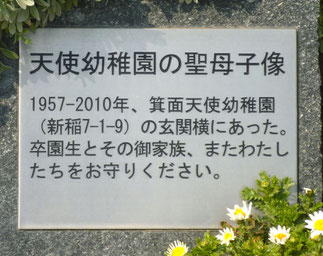 天使幼稚園の聖母子像
1957-2010年、箕面天使幼稚園
（新稲7-1-9）の玄関横にあった。
卒園生とその御家族、またわたし
たちをお守りください。